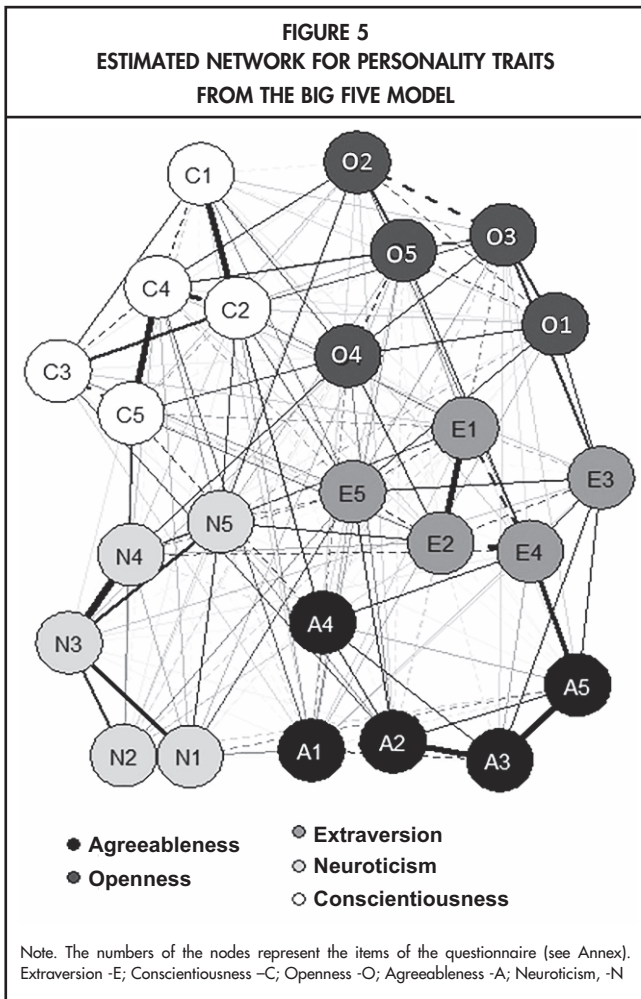 FIGURE 5
ESTIMATED NETWORK FOR PERSONALITY TRAITS
FROM THE BIG FIVE MODEL
O2
C1
O3
O5
C4
C2
O1
O4
C3
C5
E1
E3
E5
N5
E2
E4
N4
A4
N3
A5
A2
N2
N1
A1
A3
Agreeableness
Openness
Extraversion
Neuroticism
Conscientiousness
Note. The numbers of the nodes represent the items of the questionnaire (see Annex).
Extraversion -E; Conscientiousness –C; Openness -O; Agreeableness -A; Neuroticism, -N